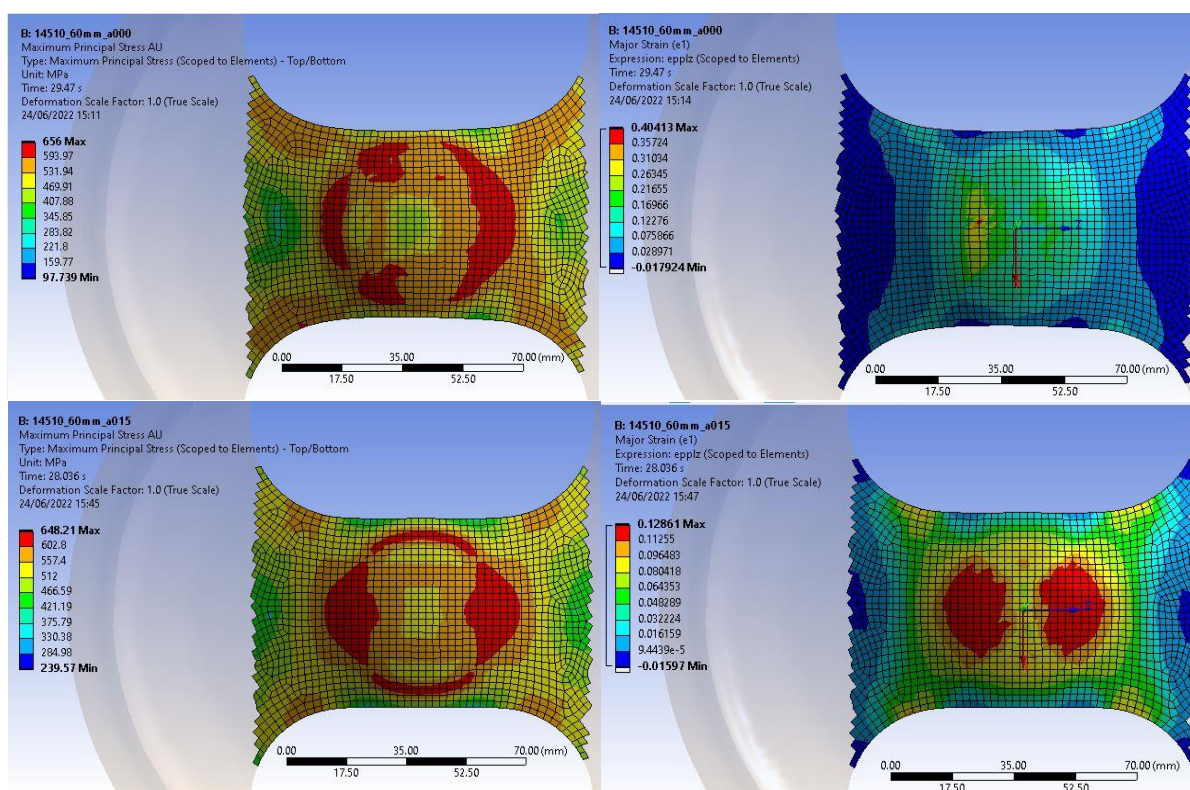 B: 14510_60mm_a000
Maximum Principal Stress AU
Type: Maximum Principal Stress (Scoped to Elements) - Top/Bottom
Unit: MPa
Time: 29.47 s
Deformation Scale Factor: 1.0 (True Scale)
24/06/2022 15:11
656 Max
593.97
531.94
469.91
407.88
345.85
283.82
221.8
159.77
97.739 Min
0.00
35.00
70.00 (mm)
17.50
52.50
B: 14510_60mm_a000
Major Strain (e1)
Expression: epplz (Scoped to Elements)
Time: 29.47 s
Deformation Scale Factor: 1.0 (True Scale)
24/06/2022 15:14
0.40413 Max
0.35724
0.31034
0.26345
0.21655
0.16966
0.12276
0.075866
0.028971
-0.017924 Min
0.00
35.00
70.00 (mm)
17.50
52.50
B: 14510_60mm_a015
Maximum Principal Stress AU
Type: Maximum Principal Stress (Scoped to Elements) - Top/Bottom
Unit: MPa
Time: 28.036 s
Deformation Scale Factor: 1.0 (True Scale)
24/06/2022 15:45
648.21 Max
602.8
557.4
512
466.59
421.19
375.79
330.38
284.98
239.57 Min
0.00
35.00
70.00 (mm)
17.50
52.50
B: 14510_60mm_a015
Major Strain (e1)
Expression: epplz (Scoped to Elements)
Time: 28.036 s
Deformation Scale Factor: 1.0 (True Scale)
24/06/2022 15:47
0.12861 Max
0.11255
0.096483
0.080418
0.064353
0.048289
0.032224
0.016159
9.4439e-5
-0.01597 Min
0.00
35.00
70.00 (mm)
17.50
52.50